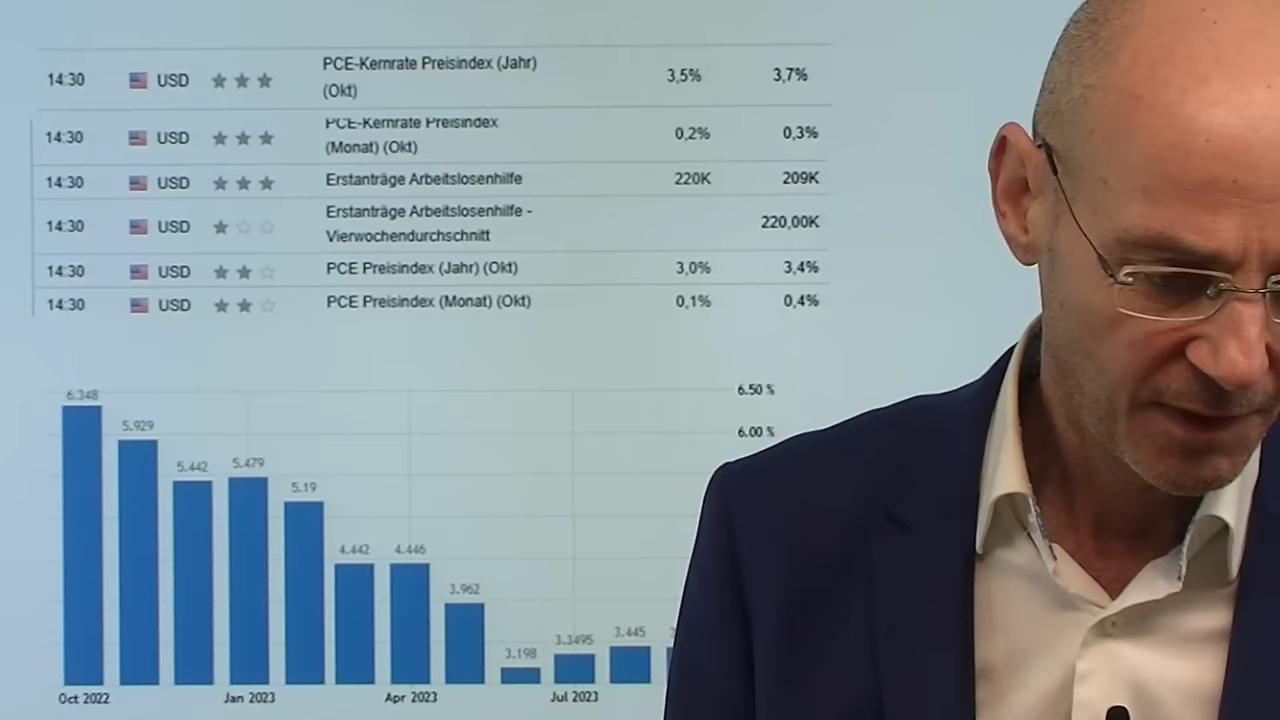 14:30 USD PCE-Kernrate Preisindex (Jahr) 3,5% 3,7%
(Okt)
14:30 USD PCE-Kernrate Preisindex 0,2% 0,3%
(Monat) (Okt)
14:30 USD Erstanträge Arbeitslosenhilfe 220K 209K
14:30 USD Erstanträge Arbeitslosenhilfe - 220,00K
Vierwochendurchschnitt
14:30 USD PCE Preisindex (Jahr) (Okt) 3,0% 3,4%
14:30 USD PCE Preisindex (Monat) (Okt) 0,1% 0,4%
6.348
5.929
5.442
5.479
5.19
4.442
4.446
3.962
3.198
3.3495
3.445
6.50 %
6.00 %
Oct 2022 Jan 2023 Apr 2023 Jul 2023